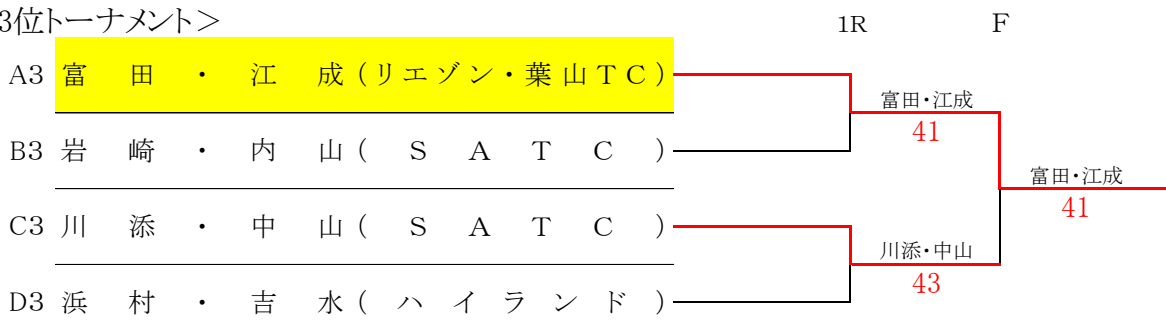 3位トーナメント＞
1R F
A3 富田・江成(リエゾン・葉山TC)
富田・江成
41
B3 岩崎・内山(SATC)
富田・江成
41
C3 川添・中山(SATC)
川添・中山
43
D3 浜村・吉水(ハイランド)